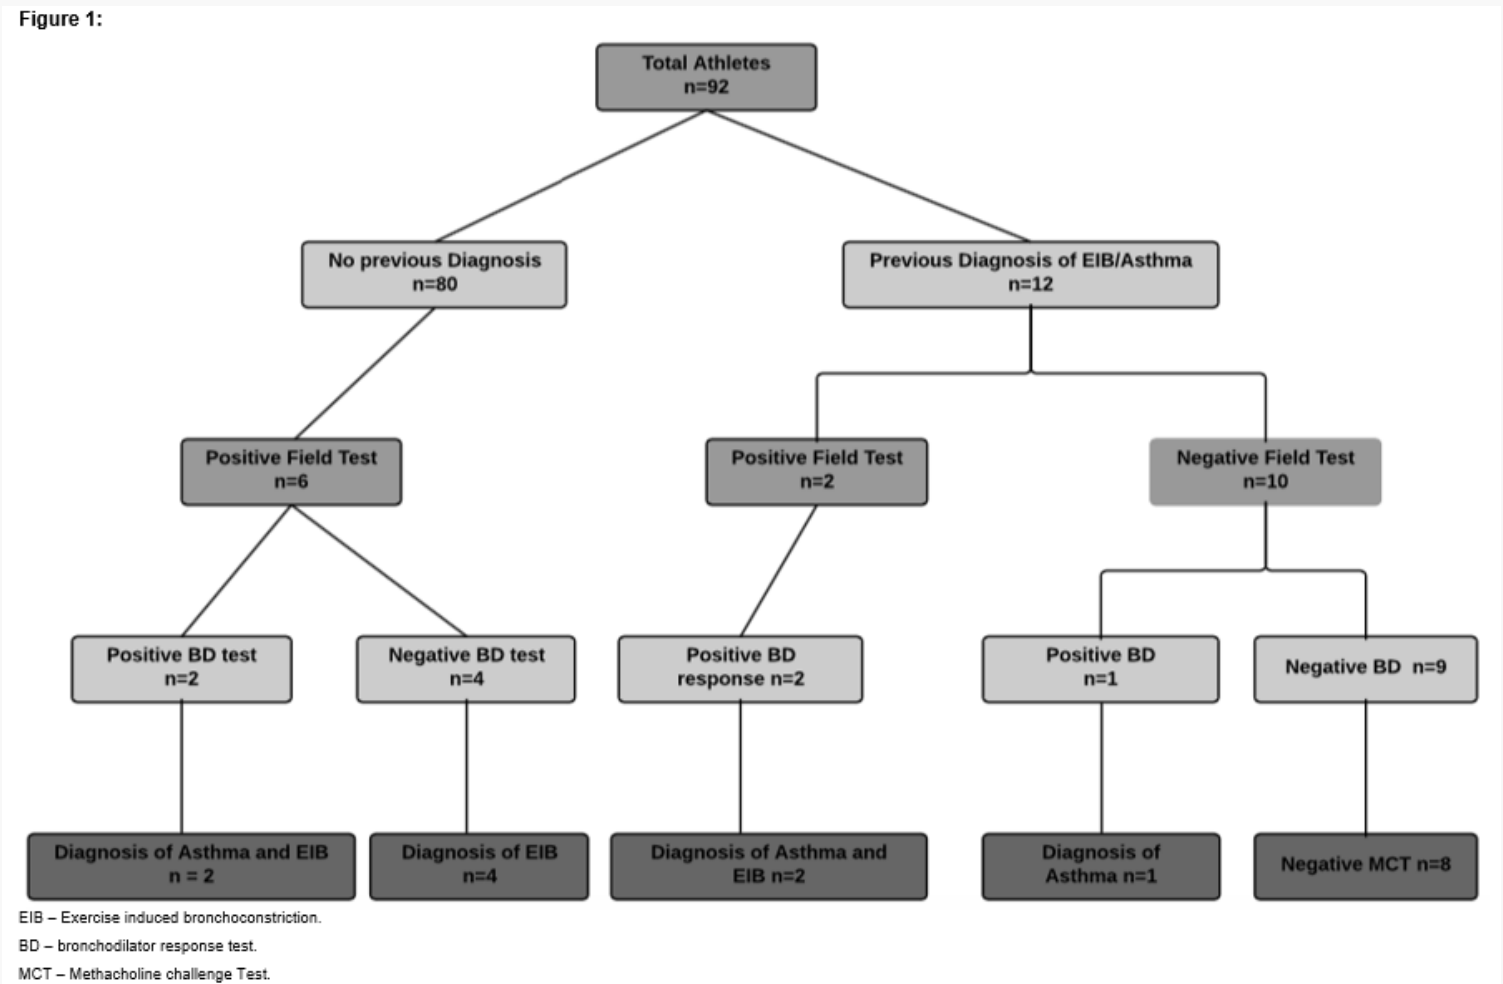 Figure 1:
Total Athletes
n=92
No previous Diagnosis
n=80
Previous Diagnosis of EIB/Asthma
n=12
Positive Field Test
n=6
Positive Field Test
n=2
Negative Field Test
n=10
Positive BD test
n=2
Negative BD test
n=4
Positive BD
response n=2
Positive BD
n=1
Negative BD n=9
Diagnosis of Asthma and EIB
n = 2
Diagnosis of EIB
n=4
Diagnosis of Asthma and
EIB n=2
Diagnosis of
Asthma n=1
Negative MCT n=8
EIB – Exercise induced bronchoconstriction.
BD – bronchodilator response test.
MCT – Methacholine challenge Test.